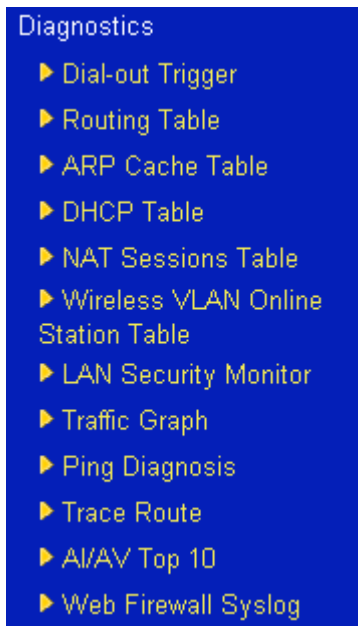 Diagnostics
Dial-out Trigger
Routing Table
ARP Cache Table
DHCP Table
NAT Sessions Table
Wireless VLAN Online
Station Table
LAN Security Monitor
Traffic Graph
Ping Diagnosis
Trace Route
AI/AV Top 10
Web Firewall Syslog